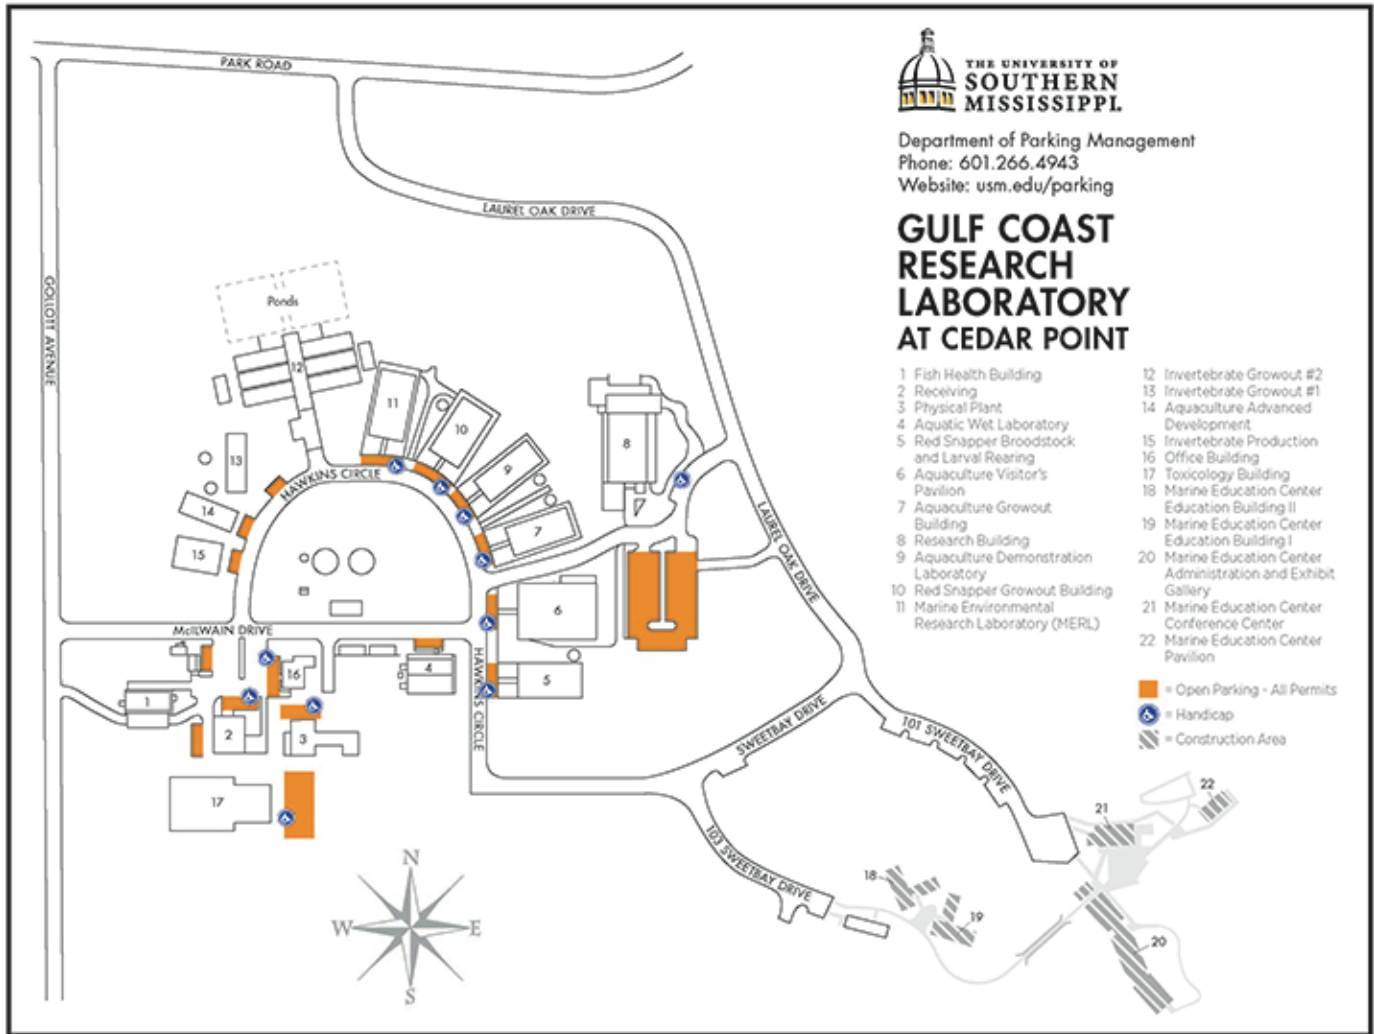 THE UNIVERSITY OF
SOUTHERN
MISSISSIPPI.
Department of Parking Management
Phone: 601.266.4943
Website: usm.edu/parking
GULF COAST
RESEARCH
LABORATORY
AT CEDAR POINT
1 Fish Health Building
2 Receiving
3 Physical Plant
4 Aquatic Wet Laboratory
5 Red Snapper Broodstock
and Larval Rearing
6 Aquaculture Visitor's
Pavilion
7 Aquaculture Growout
Building
8 Research Building
9 Aquaculture Demonstration
Laboratory
10 Red Snapper Growout Building
11 Marine Environmental
Research Laboratory (MERL)
12 Invertebrate Growout #2
13 Invertebrate Growout #1
14 Aquaculture Advanced
Development
15 Invertebrate Production
16 Office Building
17 Toxicology Building
18 Marine Education Center
Education Building II
19 Marine Education Center
Education Building I
20 Marine Education Center
Administration and Exhibit
Gallery
21 Marine Education Center
Conference Center
22 Marine Education Center
Pavilion
= Open Parking - All Permits
= Handicap
= Construction Area
PARK ROAD
LAUREL OAK DRIVE
GOLLOTT AVENUE
Ponds
12
11
10
9
8
13
HAWKINS CIRCLE
14
7
15
LAUREL OAK DRIVE
6
McILWAIN DRIVE
16
4
5
HAWKINS CIRCLE
1
2
3
SWEETBAY DRIVE
101 SWEETBAY DRIVE
17
22
21
103 SWEETBAY DRIVE
18
19
20
N
W
E
S